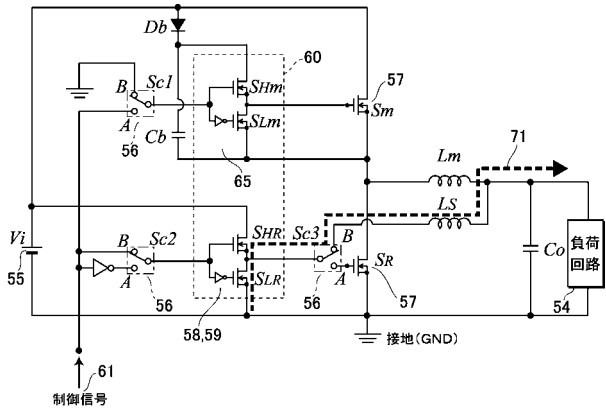 Db
60
B
Sc1
SHm
57
A
Sm
56
Cb
SLm
65
Lm
71
LS
Vi
55
B
Sc2
SHR
Sc3
B
A
SLR
A
SR
Co
負荷
回路
56
56
57
54
58,59
接地(GND)
61
制御信号